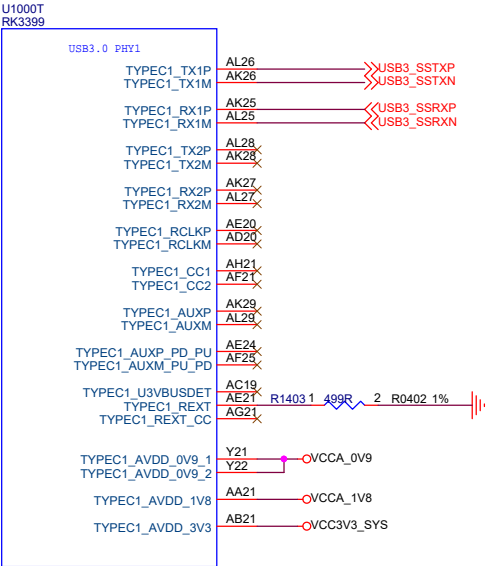 U1000T
RK3399
USB3.0 PHY1
TYPEC1_TX1P AL26 USB3_SSTXP
TYPEC1_TX1M AK26 USB3_SSTXN
TYPEC1_RX1P AK25 USB3_SSRXP
TYPEC1_RX1M AL25 USB3_SSRXN
TYPEC1_TX2P AL28
TYPEC1_TX2M AK28
TYPEC1_RX2P AK27
TYPEC1_RX2M AL27
TYPEC1_RCLKP AE20
TYPEC1_RCLKM AD20
TYPEC1_CC1 AH21
TYPEC1_CC2 AF21
TYPEC1_AUXP AK29
TYPEC1_AUXM AL29
TYPEC1_AUXP_PD_PU AE24
TYPEC1_AUXM_PU_PD AF25
TYPEC1_U3VBUSDET AC19
TYPEC1_REXT AE21 R1403 1 499R 2 R0402 1%
TYPEC1_REXT_CC AG21
TYPEC1_AVDD_0V9_1 Y21 VCCA_0V9
TYPEC1_AVDD_0V9_2 Y22
TYPEC1_AVDD_1V8 AA21 VCCA_1V8
TYPEC1_AVDD_3V3 AB21 VCC3V3_SYS